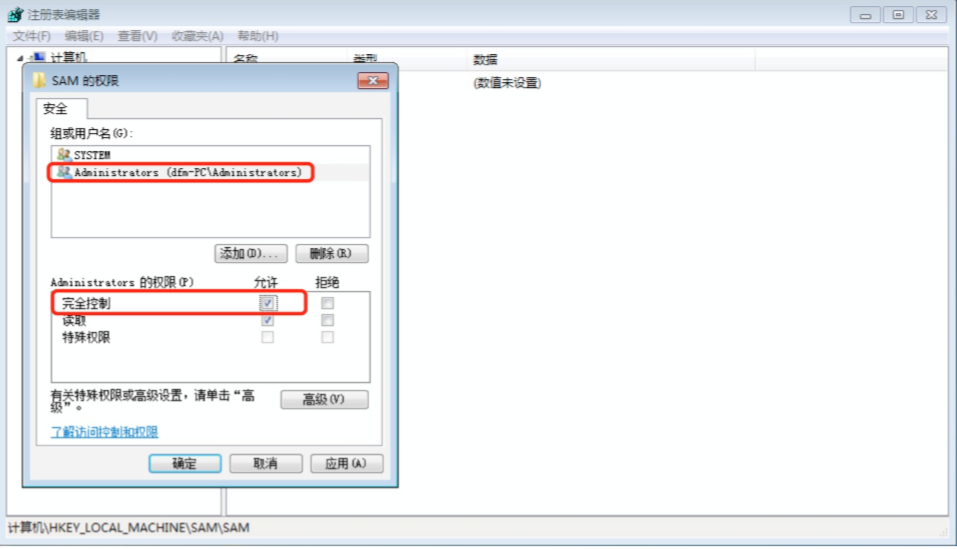 注册表编辑器
文件(F) 编辑(E) 查看(V) 收藏夹(A) 帮助(H)
计算机 名称 类型 数据
(数值未设置)
SAM 的权限
安全
组或用户名(G):
SYSTEM
Administrators (dfm-PC\Administrators)
添加(D)... 删除(R)
Administrators 的权限(P) 允许 拒绝
完全控制
读取
特殊权限
有关特殊权限或高级设置，请单击“高
级”。
高级(V)
了解访问控制和权限
确定 取消 应用(A)
计算机\HKEY_LOCAL_MACHINE\SAM\SAM